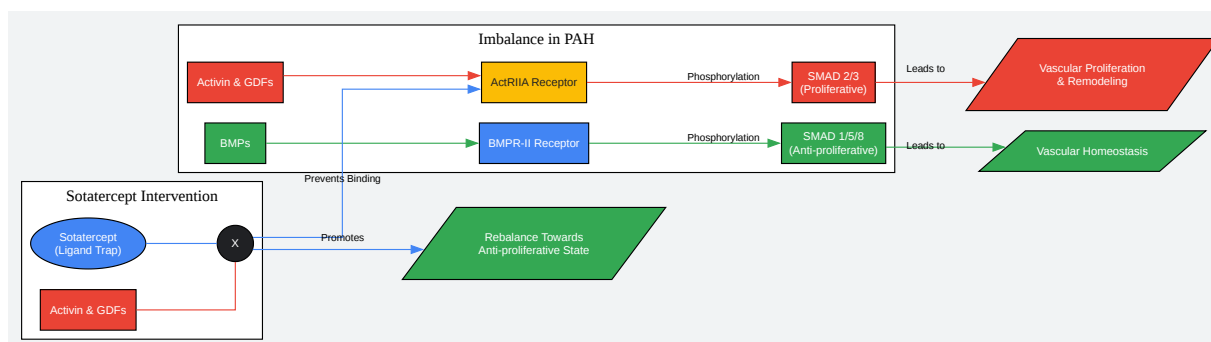 Imbalance in PAH
Activin & GDFs
ActRIIA Receptor
Phosphorylation
SMAD 2/3
(Proliferative)
Leads to
Vascular Proliferation
& Remodeling
BMPs
BMPR-II Receptor
Phosphorylation
SMAD 1/5/8
(Anti-proliferative)
Leads to
Vascular Homeostasis
Prevents Binding
Sotatercept Intervention
Sotatercept
(Ligand Trap)
X
Promotes
Rebalance Towards
Anti-proliferative State
Activin & GDFs